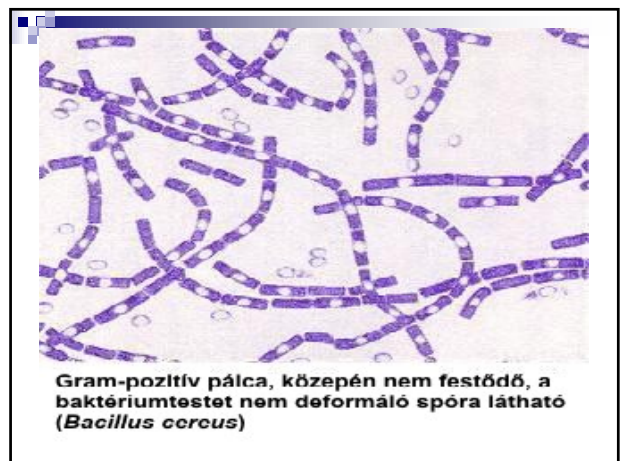 Gram-pozitív pálca, közepén nem festődő, a
baktériumtestet nem deformáló spóra látható
(Bacillus cereus)